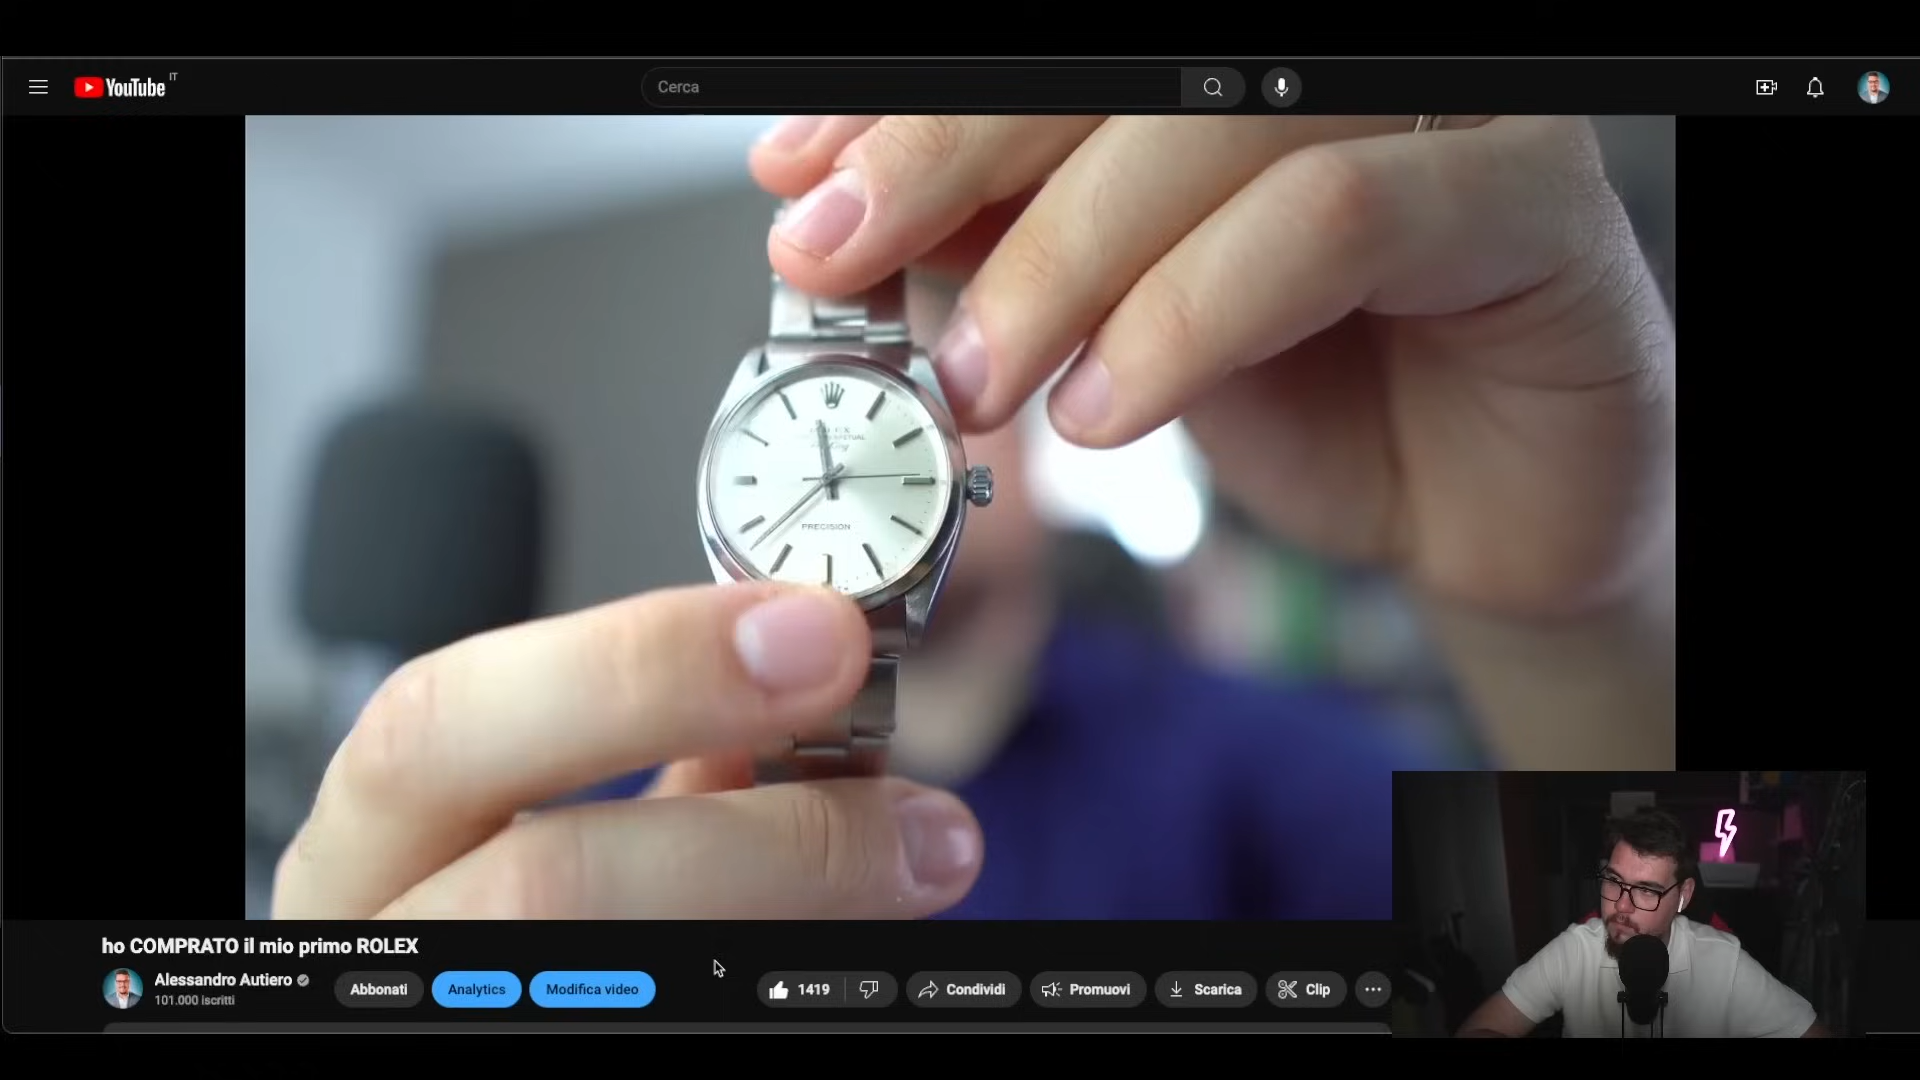 YouTube IT
Cerca
PRECISION
ho COMPRATO il mio primo ROLEX
Alessandro Autiero
101.000 iscritti
Abbonati
Analytics
Modifica video
1419
Condividi
Promuovi
Scarica
Clip